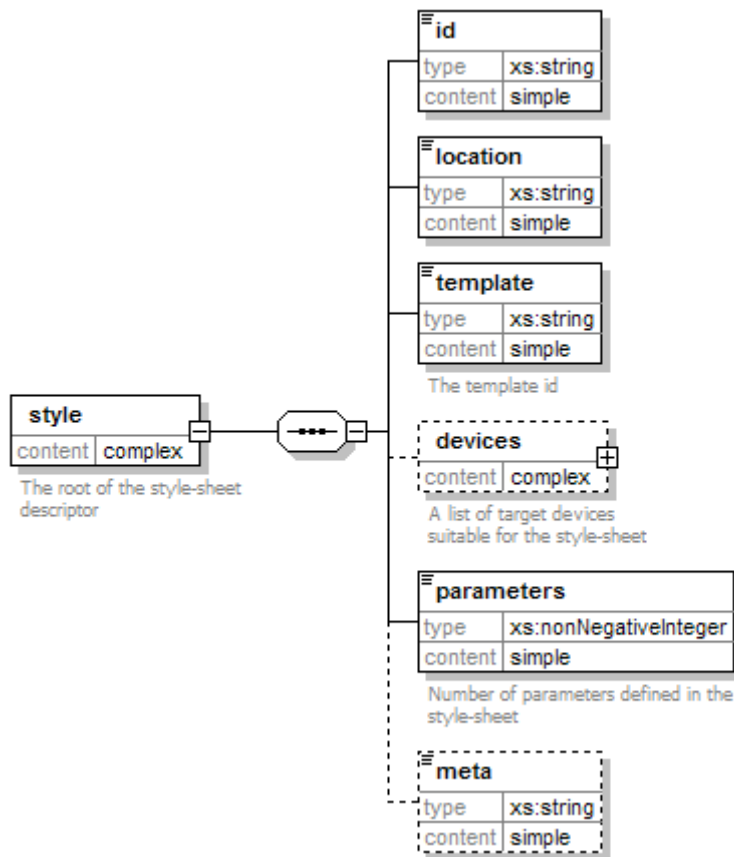 id
type xs:string
content simple
location
type xs:string
content simple
template
type xs:string
content simple
The template id
style
content complex
The root of the style-sheet
descriptor
devices
content complex
A list of target devices
suitable for the style-sheet
parameters
type xs:nonNegativeInteger
content simple
Number of parameters defined in the
style-sheet
meta
type xs:string
content simple